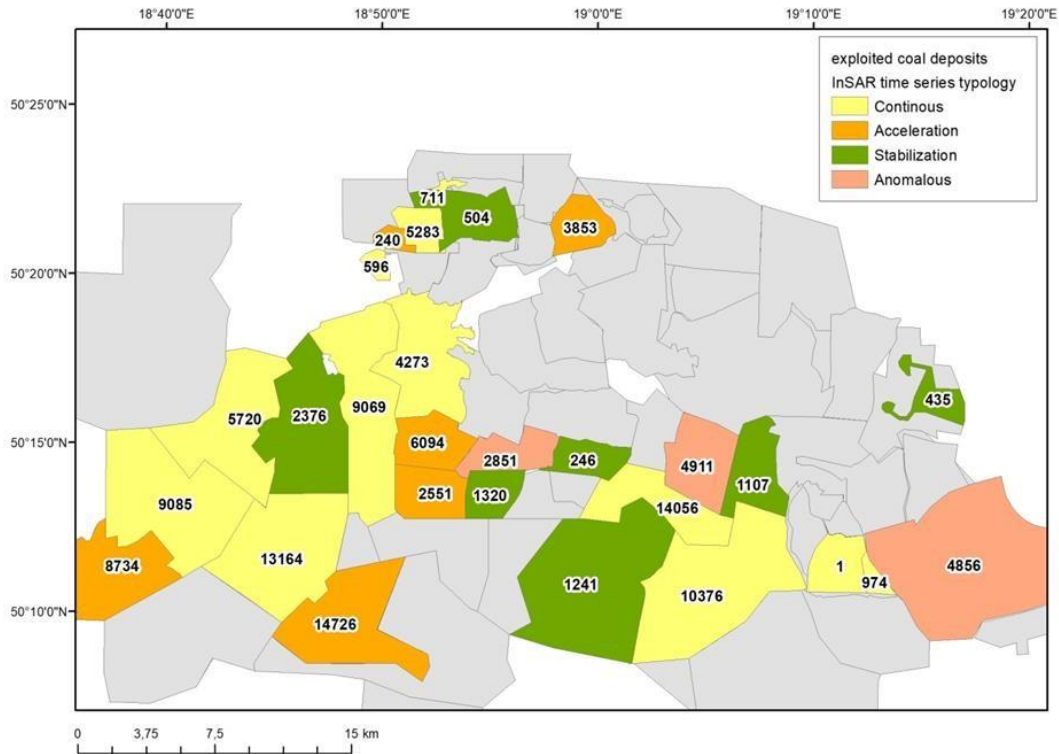 18°40'0"E 18°50'0"E 19°0'0"E 19°10'0"E 19°20'0"E
exploited coal deposits
InSAR time series typology
Continous
Acceleration
Stabilization
Anomalous
50°25'0"N
50°20'0"N
50°15'0"N
50°10'0"N
711
504
5283
240
3853
596
4273
5720
2376
9069
435
6094
2851
246
4911
1107
2551
1320
9085
14056
13164
8734
1241
10376
1
974
4856
14726
0 3,75 7,5 15 km